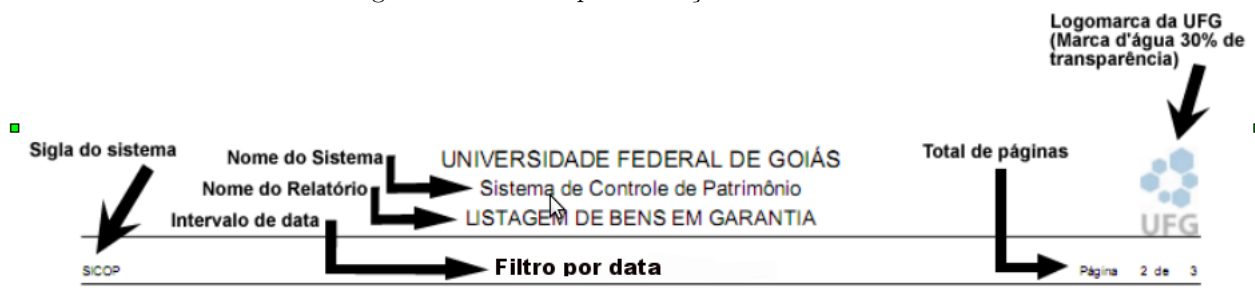 Logomarca da UFG
(Marca d'água 30% de
transparência)
Sigla do sistema
Nome do Sistema
UNIVERSIDADE FEDERAL DE GOIÁS
Total de páginas
Nome do Relatório
Sistema de Controle de Patrimônio
Intervalo de data
LISTAGEM DE BENS EM GARANTIA
UFG
SICOP
Filtro por data
Página 2 de 3